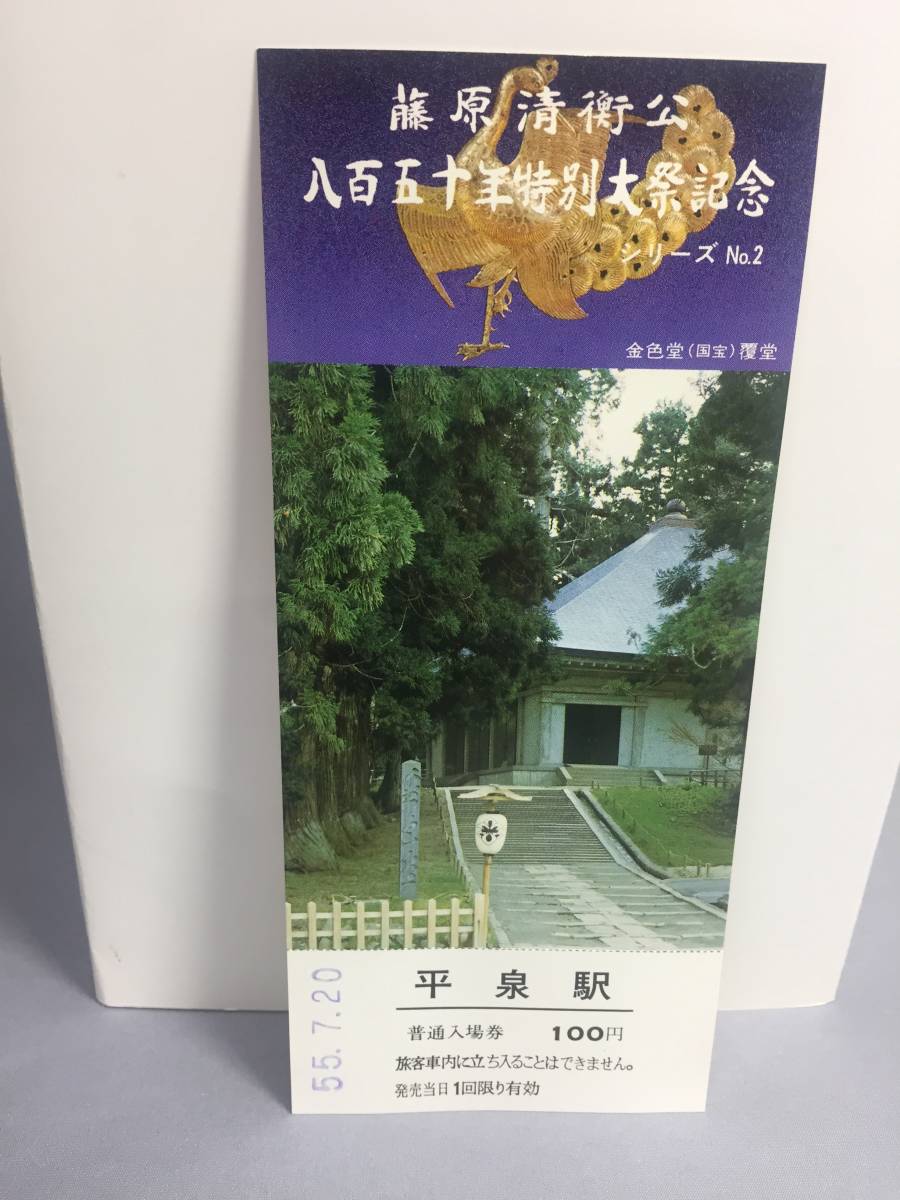 藤原清衡公
八百五十年特別大祭記念
シリーズ No.2
金色堂(国宝)覆堂
平泉駅
普通入場券 100円
旅客車内に立ち入ることはできません。
発売当日1回限り有効
55.7.20